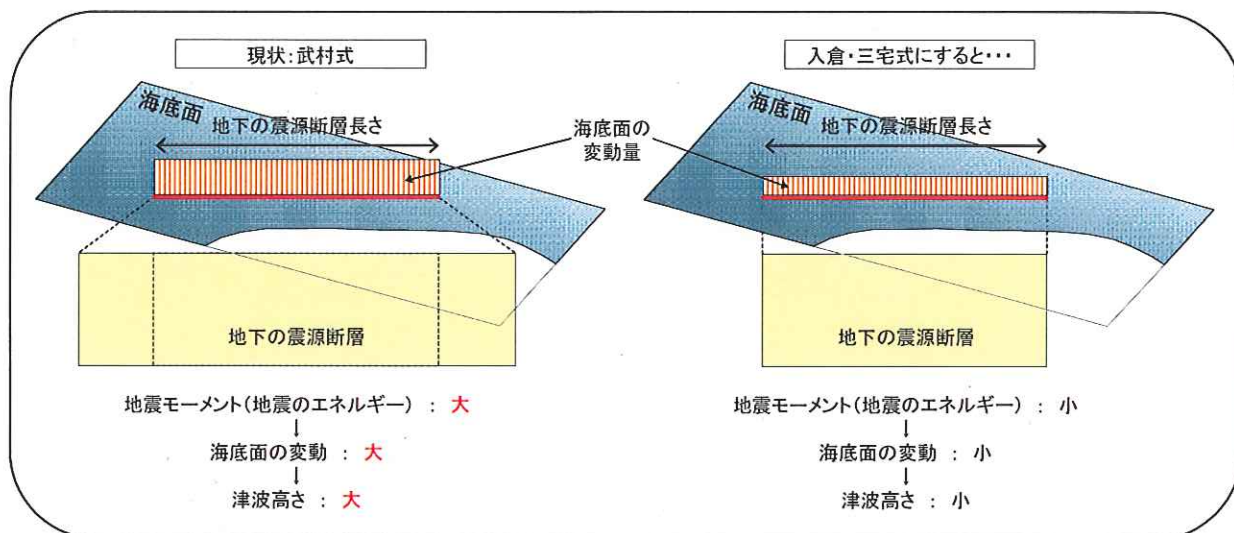 現状：武村式
海底面
地下の震源断層長さ
海底面の
変動量
地下の震源断層
地震モーメント（地震のエネルギー） ： 大
↓
海底面の変動 ： 大
↓
津波高さ ： 大
入倉・三宅式にすると・・・
海底面
地下の震源断層長さ
地下の震源断層
地震モーメント（地震のエネルギー） ： 小
↓
海底面の変動 ： 小
↓
津波高さ ： 小